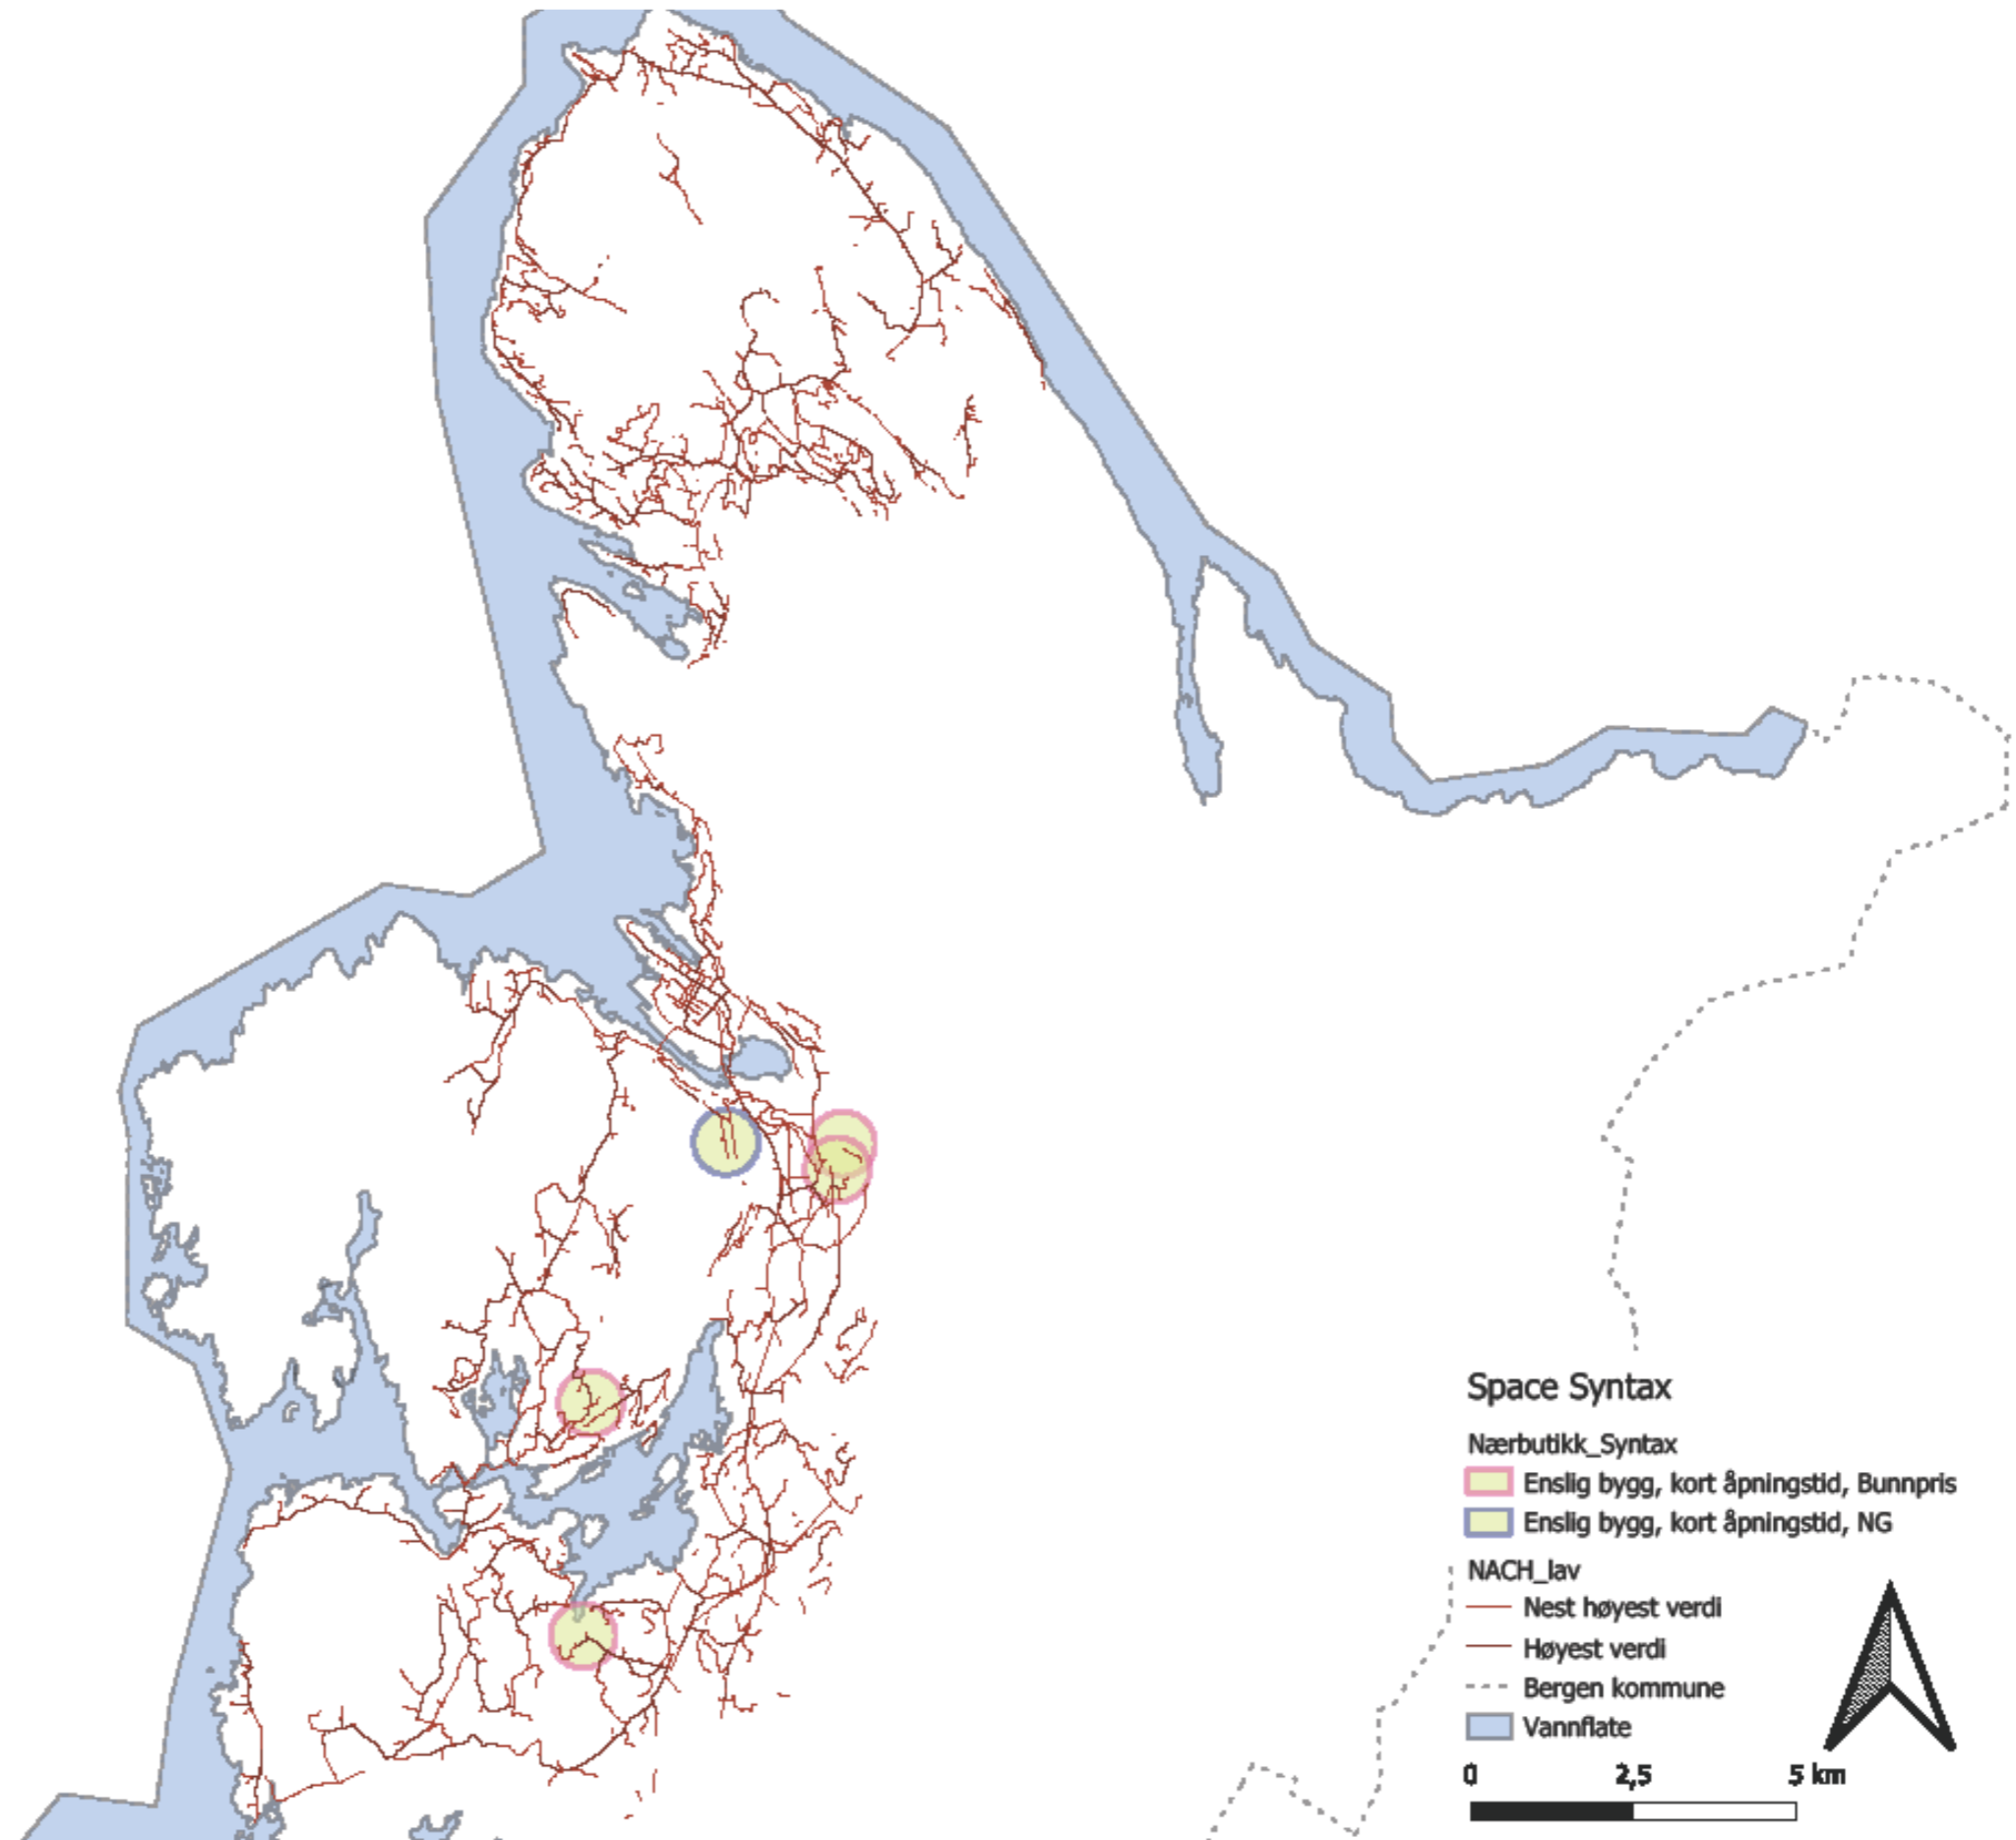 Space Syntax
Nærbutikk_Syntax
Enslig bygg, kort åpningstid, Bunnpris
Enslig bygg, kort åpningstid, NG
NACH_lav
Nest høyest verdi
Høyest verdi
Bergen kommune
Vannflate
0 2,5 5 km